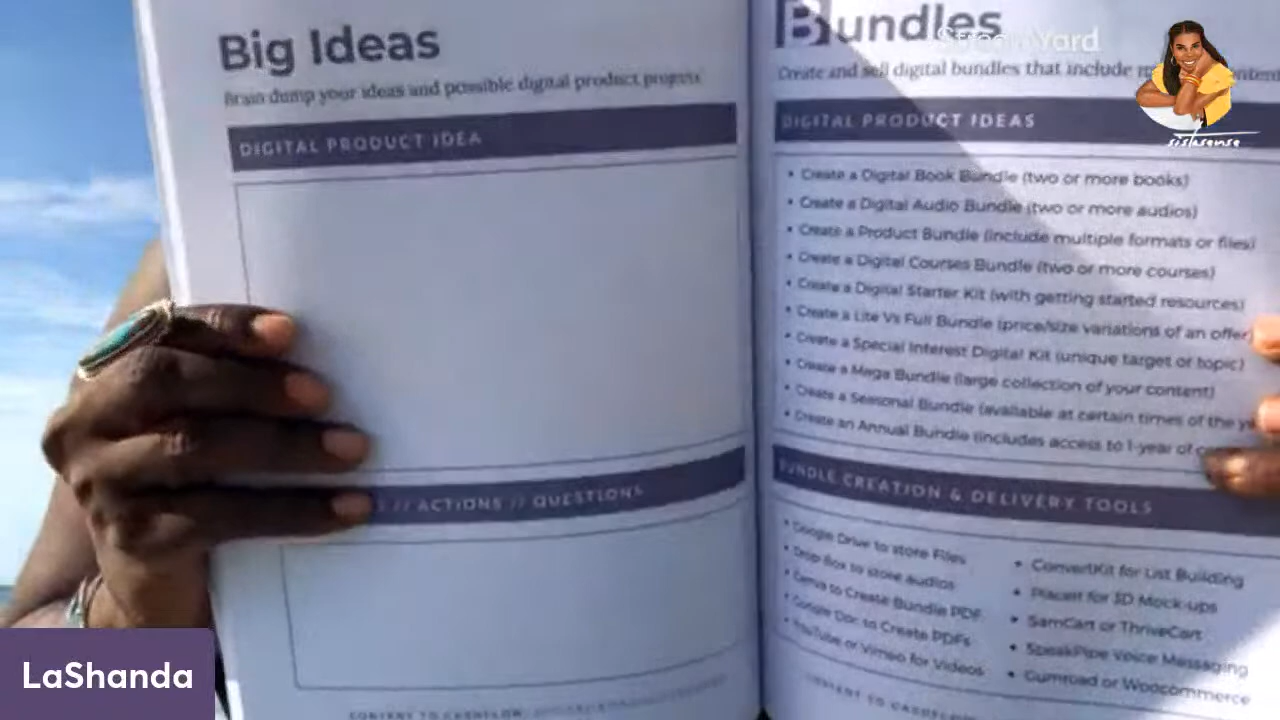 Big Ideas
Brain dump your ideas and possible digital product projects
DIGITAL PRODUCT IDEA
// ACTIONS // QUESTIONS
CONTENT TO CASHFLOW
Bundles
Create and sell digital bundles that include
DIGITAL PRODUCT IDEAS
• Create a Digital Book Bundle (two or more books)
• Create a Digital Audio Bundle (two or more audios)
• Create a Product Bundle (include multiple formats or files)
• Create a Digital Courses Bundle (two or more courses)
• Create a Digital Starter Kit (with getting started resources)
• Create a Lite Vs Full Bundle (price/size variations of an offer)
• Create a Special Interest Digital Kit (unique target or topic)
• Create a Mega Bundle (large collection of your content)
• Create a Seasonal Bundle (available at certain times of the
• Create an Annual Bundle (includes access to 1-year of
BUNDLE CREATION & DELIVERY TOOLS
• Google Drive to store Files
• Drop Box to store audios
• Canva to Create Bundle PDF
• Google Doc to Create PDFs
• YouTube or Vimeo for Videos
• ConvertKit for List Building
• Placeit for 3D Mock-ups
• SamCart or ThriveCart
• SpeakPipe Voice Messaging
• Gumroad or Woocommerce
CONTENT TO CASHFLOW
StreamYard
sistasense
LaShanda